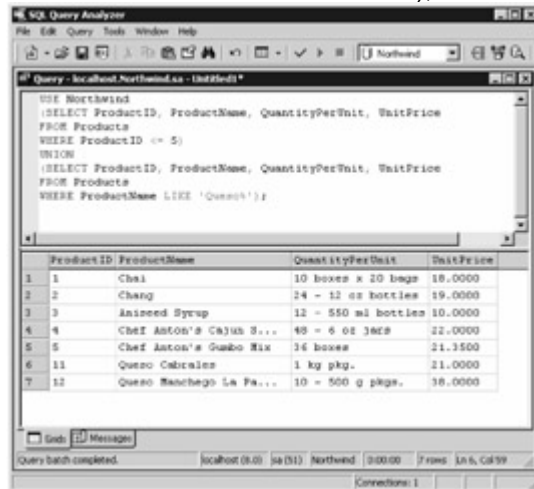 SQL Query Analyzer
File Edit Query Tools Window Help
Northwind
Query - localhost.Northwind.sa - Untitled1*
USE Northwind
(SELECT ProductID, ProductName, QuantityPerUnit, UnitPrice
FROM Products
WHERE ProductID <= 5)
UNION
(SELECT ProductID, ProductName, QuantityPerUnit, UnitPrice
FROM Products
WHERE ProductName LIKE 'Queso%');
ProductID ProductName QuantityPerUnit UnitPrice
1 1 Chai 10 boxes x 20 bags 18.0000
2 2 Chang 24 - 12 oz bottles 19.0000
3 3 Aniseed Syrup 12 - 550 ml bottles 10.0000
4 4 Chef Anton's Cajun S... 48 - 6 oz jars 22.0000
5 5 Chef Anton's Gumbo Mix 36 boxes 21.3500
6 11 Queso Cabrales 1 kg pkg. 21.0000
7 12 Queso Manchego La Pa... 10 - 500 g pkgs. 38.0000
Grids Messages
Query batch completed. localhost (8.0) sa (51) Northwind 0:00:00 7 rows Ln 6, Col 59
Connections: 1